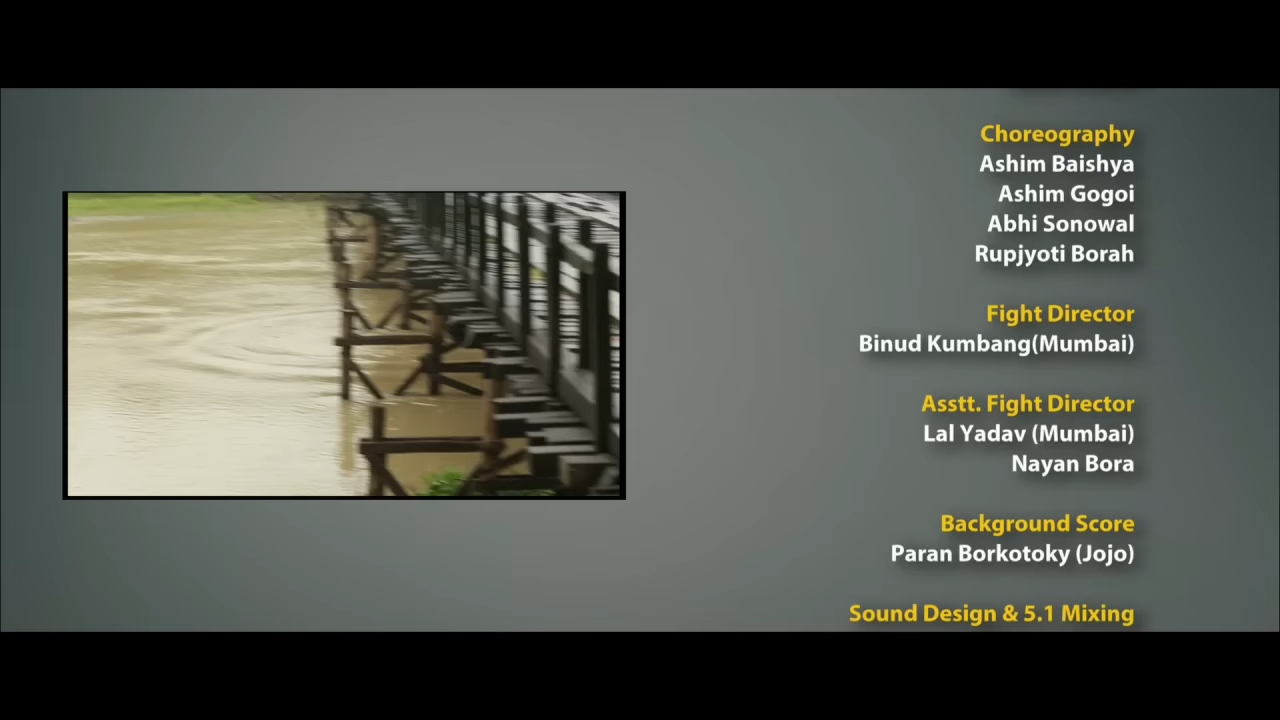 Choreography
Ashim Baishya
Ashim Gogoi
Abhi Sonowal
Rupjyoti Borah
Fight Director
Binud Kumbang(Mumbai)
Asstt. Fight Director
Lal Yadav (Mumbai)
Nayan Bora
Background Score
Paran Borkotoky (Jojo)
Sound Design & 5.1 Mixing